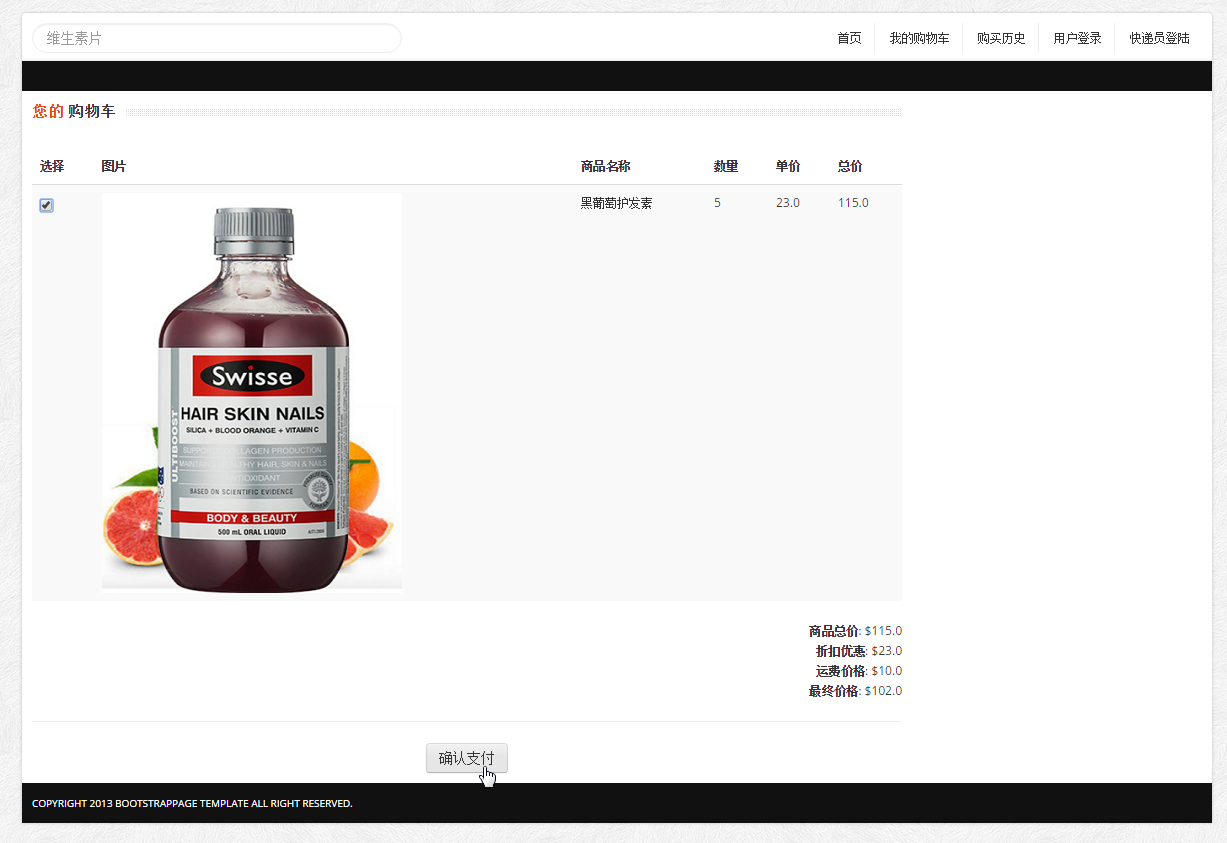 维生素片
首页 我的购物车 购买历史 用户登录 快递员登陆
您的 购物车
选择 图片 商品名称 数量 单价 总价
黑葡萄护发素 5 23.0 115.0
Swisse
ULTIBOOST
HAIR SKIN NAILS
SILICA + BLOOD ORANGE + VITAMIN C
COLLAGEN PRODUCTION
HAIR, SKIN & NAILS
BASED ON SCIENTIFIC EVIDENCE
BODY & BEAUTY
500 mL ORAL LIQUID
商品总价: $115.0
折扣优惠: $23.0
运费价格: $10.0
最终价格: $102.0
确认支付
COPYRIGHT 2013 BOOTSTRAPPAGE TEMPLATE ALL RIGHT RESERVED.